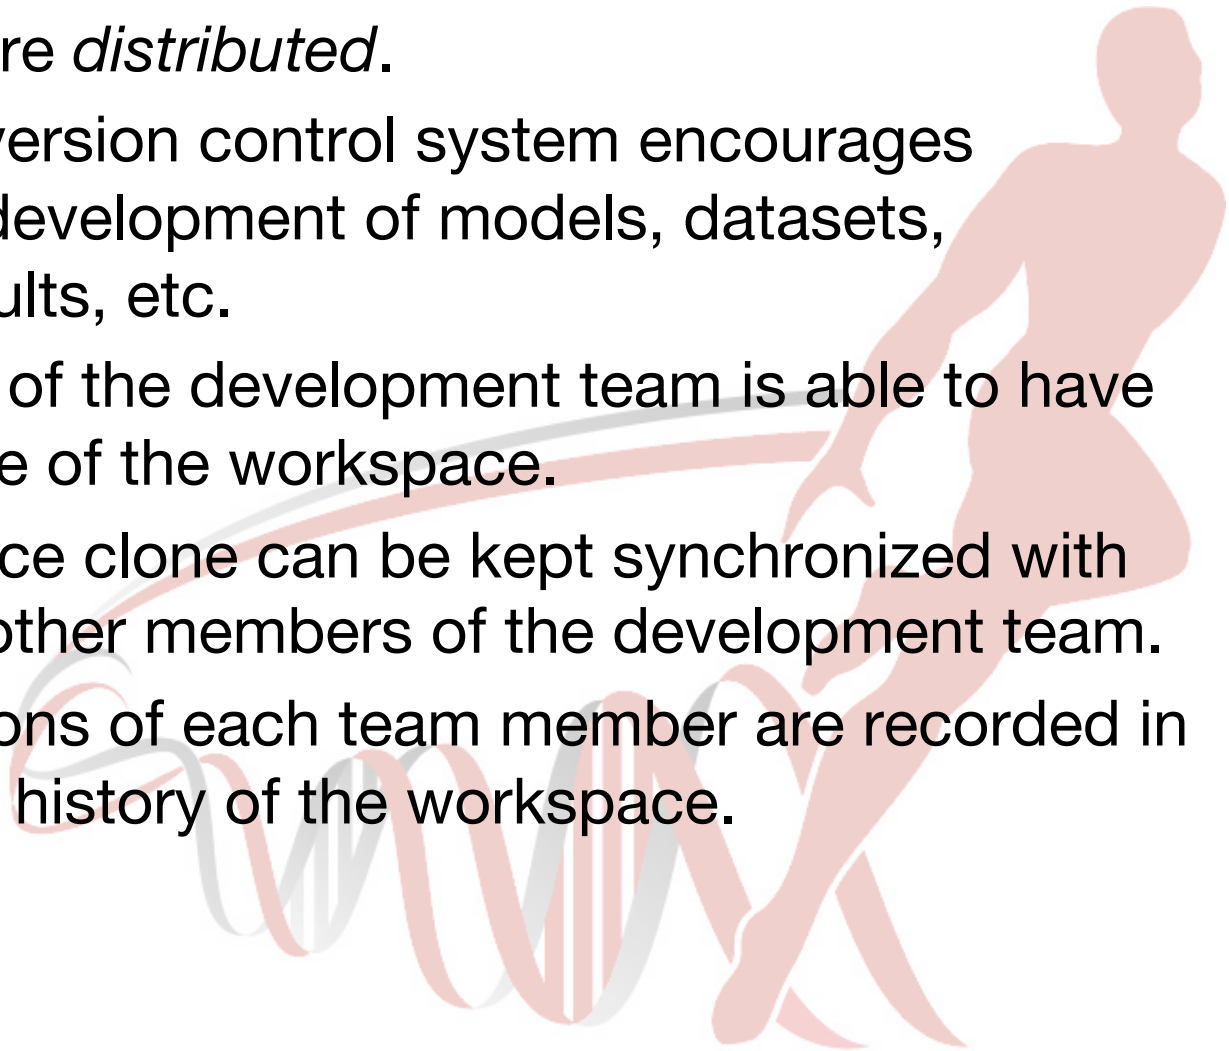 re distributed.
version control system encourages
development of models, datasets,
ults, etc.
of the development team is able to have
e of the workspace.
ce clone can be kept synchronized with
other members of the development team.
ons of each team member are recorded in
history of the workspace.